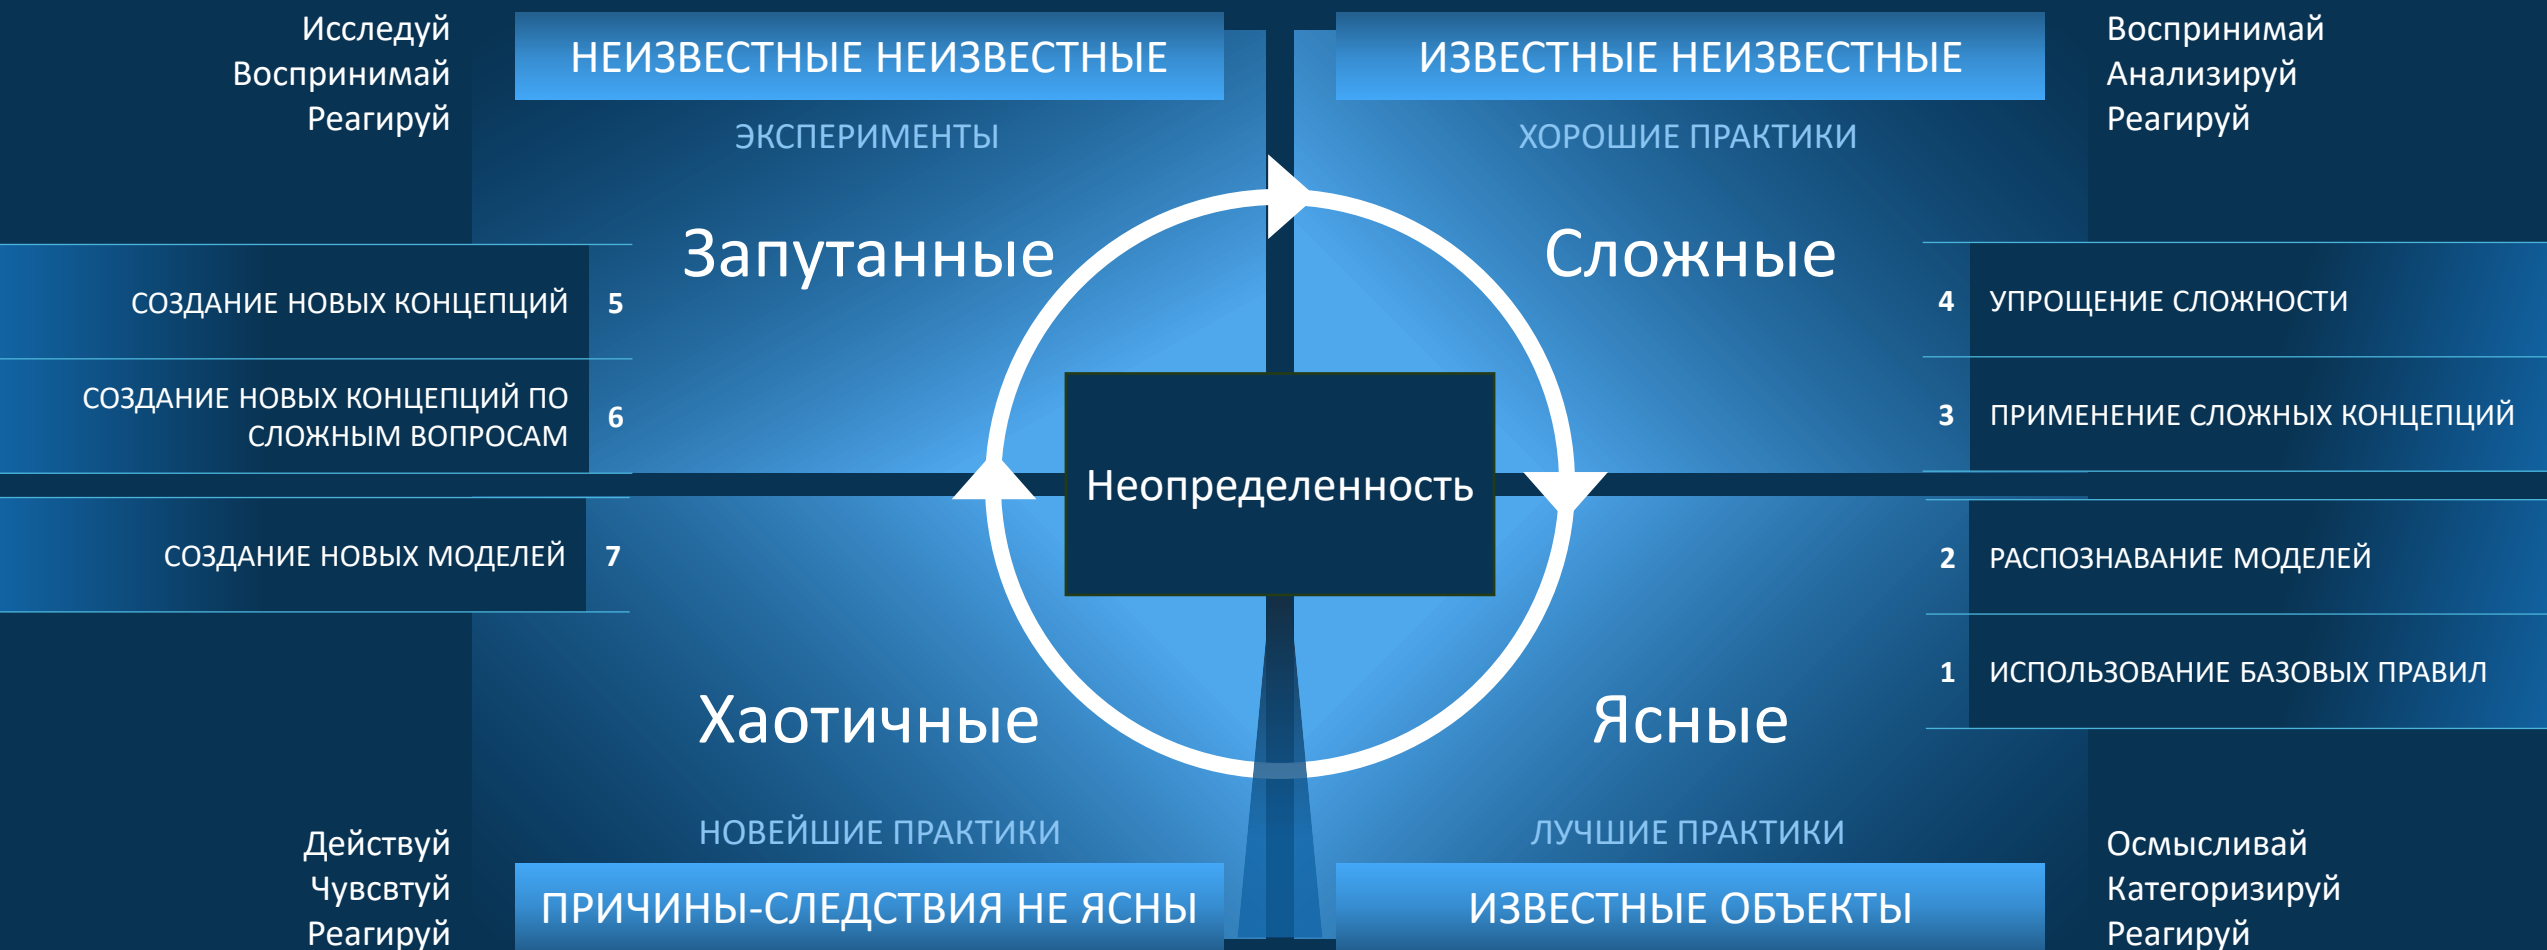 Исследуй
Воспринимай
Реагируй
НЕИЗВЕСТНЫЕ НЕИЗВЕСТНЫЕ
ЭКСПЕРИМЕНТЫ
Запутанные
ИЗВЕСТНЫЕ НЕИЗВЕСТНЫЕ
ХОРОШИЕ ПРАКТИКИ
Сложные
Воспринимай
Анализируй
Реагируй
СОЗДАНИЕ НОВЫХ КОНЦЕПЦИЙ 5
СОЗДАНИЕ НОВЫХ КОНЦЕПЦИЙ ПО
СЛОЖНЫМ ВОПРОСАМ 6
СОЗДАНИЕ НОВЫХ МОДЕЛЕЙ 7
Неопределенность
4 УПРОЩЕНИЕ СЛОЖНОСТИ
3 ПРИМЕНЕНИЕ СЛОЖНЫХ КОНЦЕПЦИЙ
2 РАСПОЗНАВАНИЕ МОДЕЛЕЙ
1 ИСПОЛЬЗОВАНИЕ БАЗОВЫХ ПРАВИЛ
Хаотичные
НОВЕЙШИЕ ПРАКТИКИ
ПРИЧИНЫ-СЛЕДСТВИЯ НЕ ЯСНЫ
Действуй
Чувсвтуй
Реагируй
Ясные
ЛУЧШИЕ ПРАКТИКИ
ИЗВЕСТНЫЕ ОБЪЕКТЫ
Осмысливай
Категоризируй
Реагируй